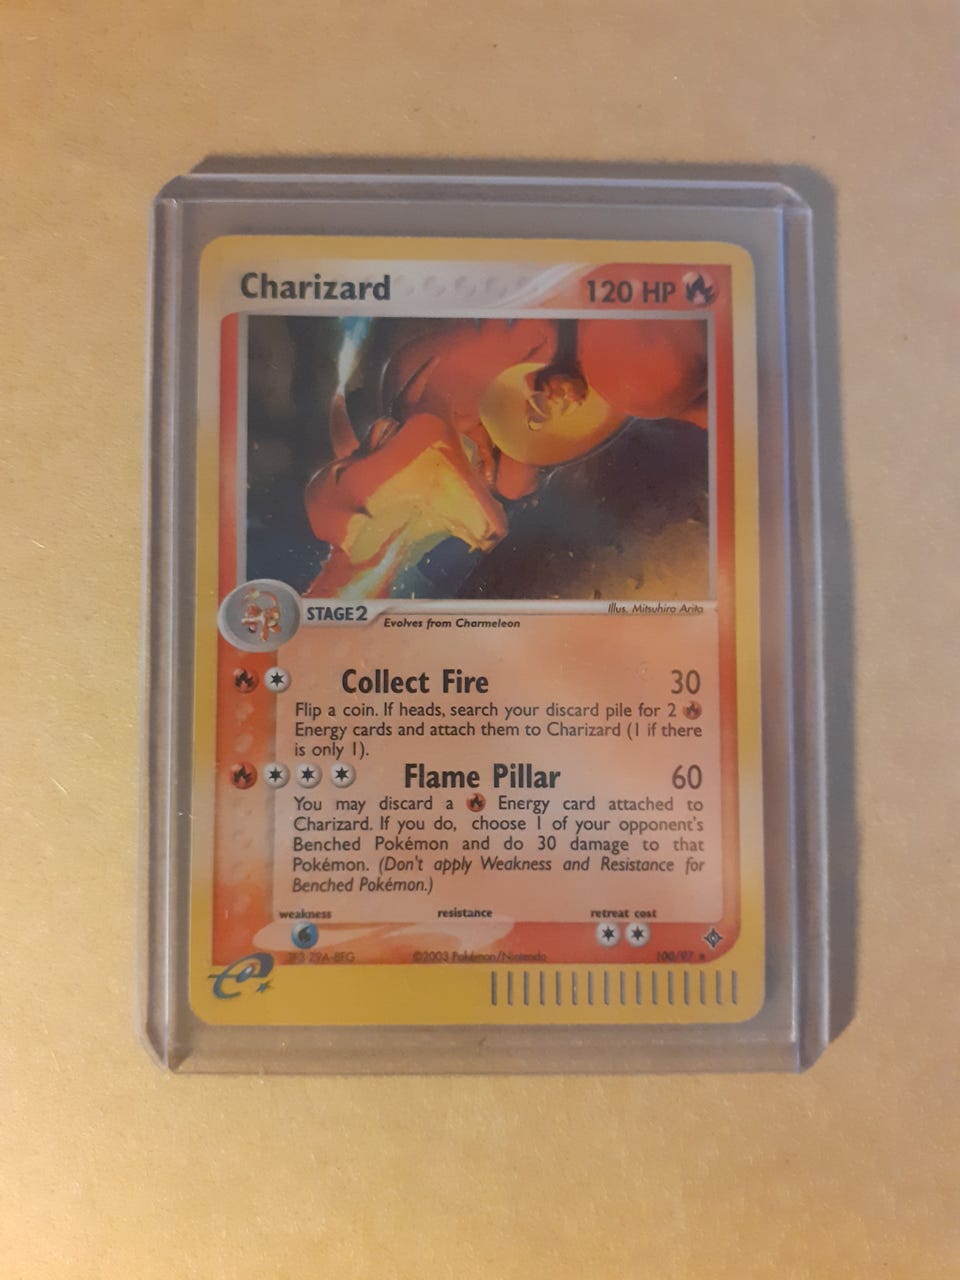 Charizard 120 HP
STAGE2 Evolves from Charmeleon
Illus. Mitsuhiro Arita
Collect Fire 30
Flip a coin. If heads, search your discard pile for 2
Energy cards and attach them to Charizard (1 if there
is only 1).
Flame Pillar 60
You may discard a Energy card attached to
Charizard. If you do, choose 1 of your opponent's
Benched Pokémon and do 30 damage to that
Pokémon. (Don't apply Weakness and Resistance for
Benched Pokémon.)
weakness resistance retreat cost
©2003 Pokémon/Nintendo 100/97
e